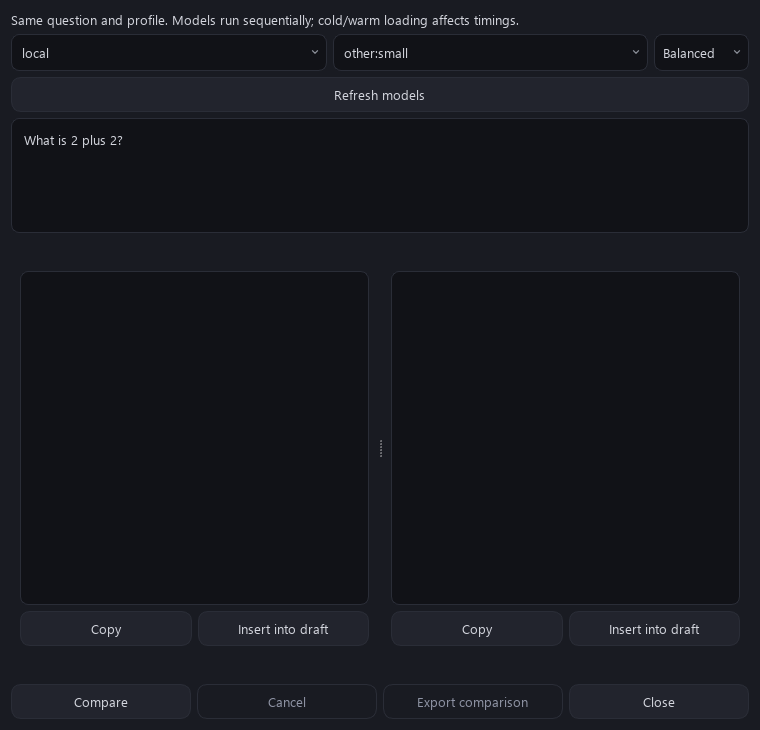 Same question and profile. Models run sequentially; cold/warm loading affects timings.
local
other:small
Balanced
Refresh models
What is 2 plus 2?
Copy
Insert into draft
Copy
Insert into draft
Compare
Cancel
Export comparison
Close